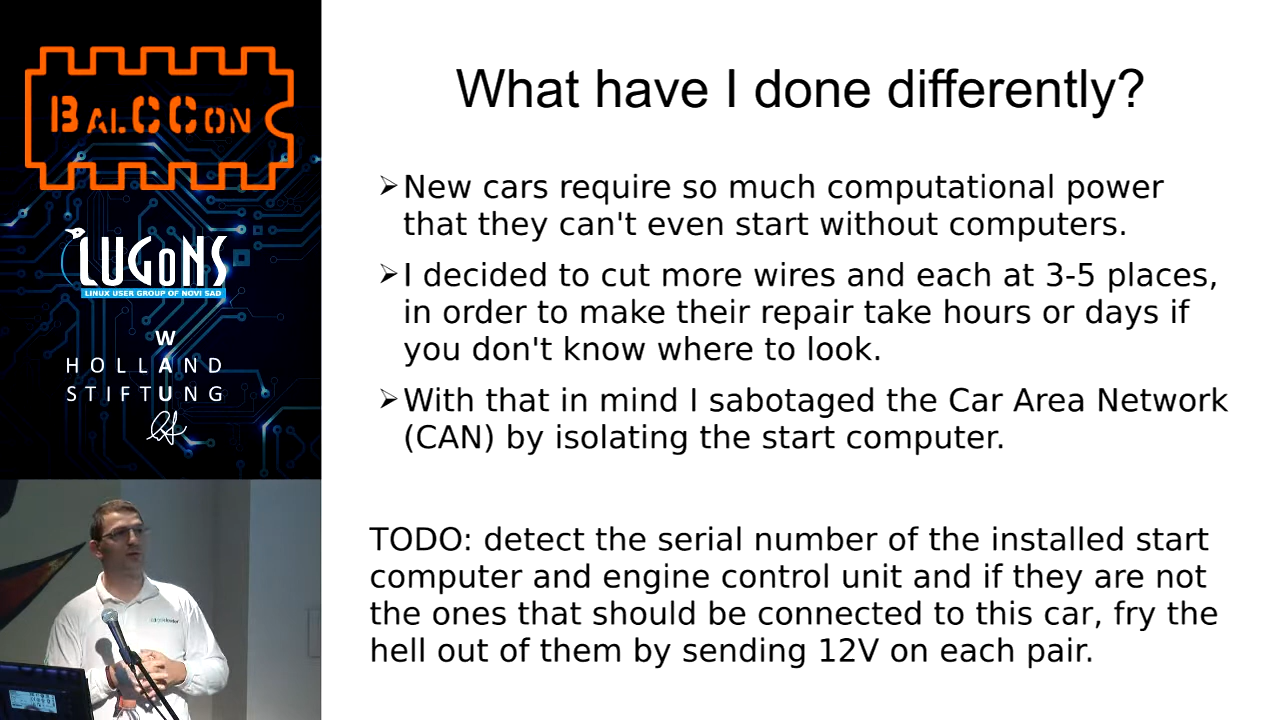 BALCCON
LUGoNS
LINUX USER GROUP OF NOVI SAD
W
HOLLAND
STIFTUNG
What have I done differently?
New cars require so much computational power
that they can't even start without computers.
I decided to cut more wires and each at 3-5 places,
in order to make their repair take hours or days if
you don't know where to look.
With that in mind I sabotaged the Car Area Network
(CAN) by isolating the start computer.
TODO: detect the serial number of the installed start
computer and engine control unit and if they are not
the ones that should be connected to this car, fry the
hell out of them by sending 12V on each pair.